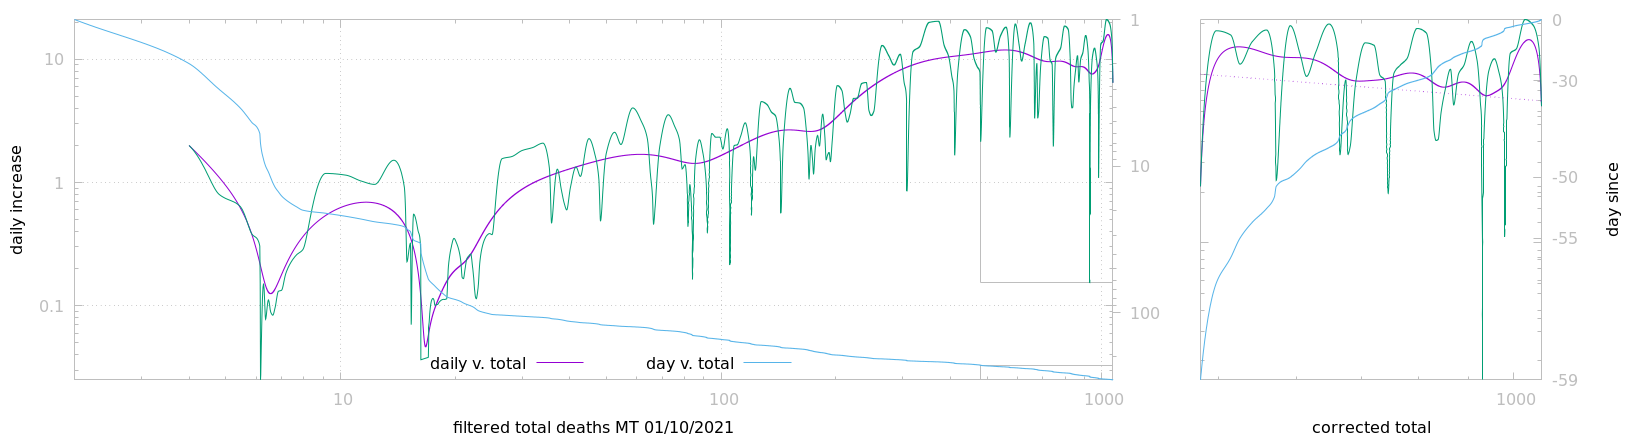 daily increase
10
1
0.1
10
100
1000
1
10
100
daily v. total
day v. total
filtered total deaths MT 01/10/2021
0
-30
-50
-55
-59
day since
1000
corrected total